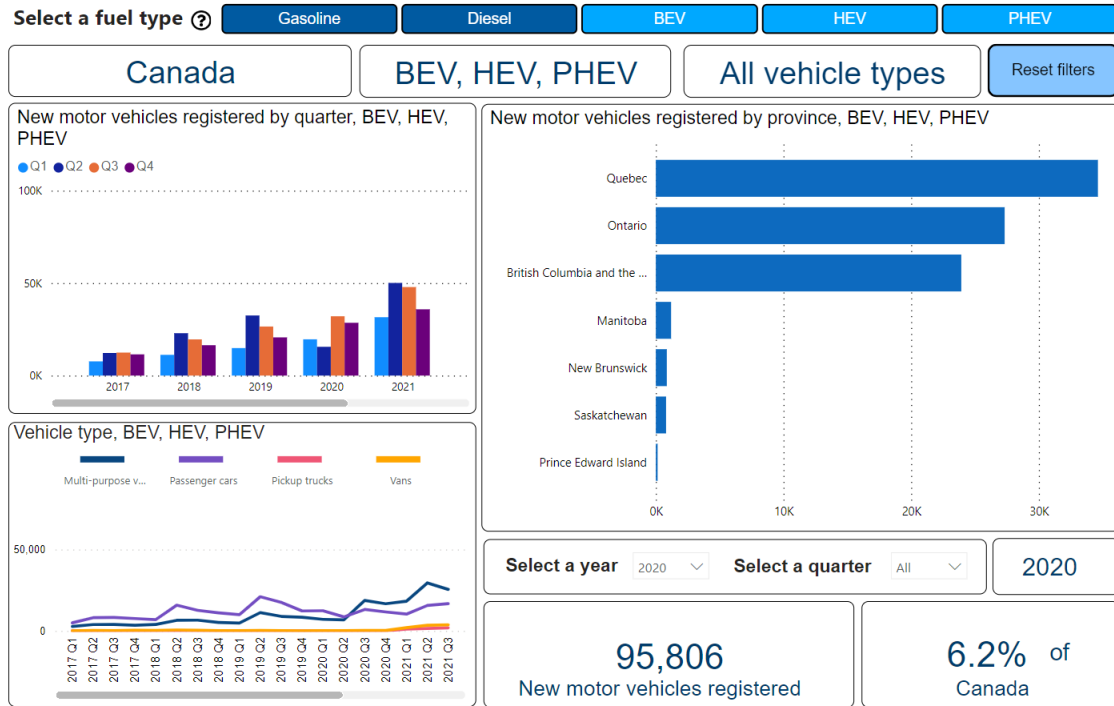 Select a fuel type ?
Gasoline
Diesel
BEV
HEV
PHEV
Canada
BEV, HEV, PHEV
All vehicle types
Reset filters
New motor vehicles registered by quarter, BEV, HEV,
PHEV
Q1 Q2 Q3 Q4
100K
50K
0K
2017 2018 2019 2020 2021
Vehicle type, BEV, HEV, PHEV
Multi-purpose v... Passenger cars Pickup trucks Vans
50,000
0
2017 Q1
2017 Q2
2017 Q3
2017 Q4
2018 Q1
2018 Q2
2018 Q3
2018 Q4
2019 Q1
2019 Q2
2019 Q3
2019 Q4
2020 Q1
2020 Q2
2020 Q3
2020 Q4
2021 Q1
2021 Q2
2021 Q3
New motor vehicles registered by province, BEV, HEV, PHEV
Quebec
Ontario
British Columbia and the ...
Manitoba
New Brunswick
Saskatchewan
Prince Edward Island
0K 10K 20K 30K
Select a year 2020
Select a quarter All
2020
95,806
New motor vehicles registered
6.2% of
Canada